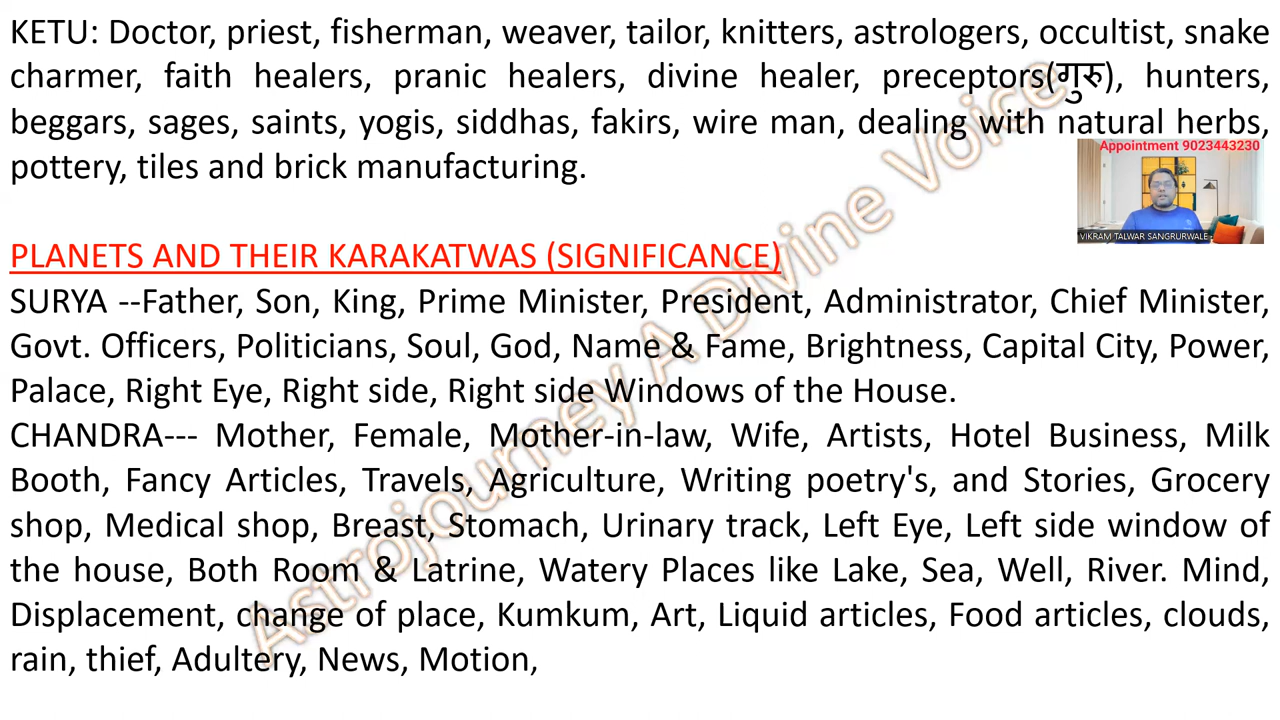 KETU: Doctor, priest, fisherman, weaver, tailor, knitters, astrologers, occultist, snake
charmer, faith healers, pranic healers, divine healer, preceptors(गुरु), hunters,
beggars, sages, saints, yogis, siddhas, fakirs, wire man, dealing with natural herbs,
pottery, tiles and brick manufacturing.
Appointment 9023443230
VIKRAM TALWAR SANGRURWALE
PLANETS AND THEIR KARAKATWAS (SIGNIFICANCE)
SURYA --Father, Son, King, Prime Minister, President, Administrator, Chief Minister,
Govt. Officers, Politicians, Soul, God, Name & Fame, Brightness, Capital City, Power,
Palace, Right Eye, Right side, Right side Windows of the House.
CHANDRA--- Mother, Female, Mother-in-law, Wife, Artists, Hotel Business, Milk
Booth, Fancy Articles, Travels, Agriculture, Writing poetry's, and Stories, Grocery
shop, Medical shop, Breast, Stomach, Urinary track, Left Eye, Left side window of
the house, Both Room & Latrine, Watery Places like Lake, Sea, Well, River. Mind,
Displacement, change of place, Kumkum, Art, Liquid articles, Food articles, clouds,
rain, thief, Adultery, News, Motion,
Astrojourney A Divine Voice